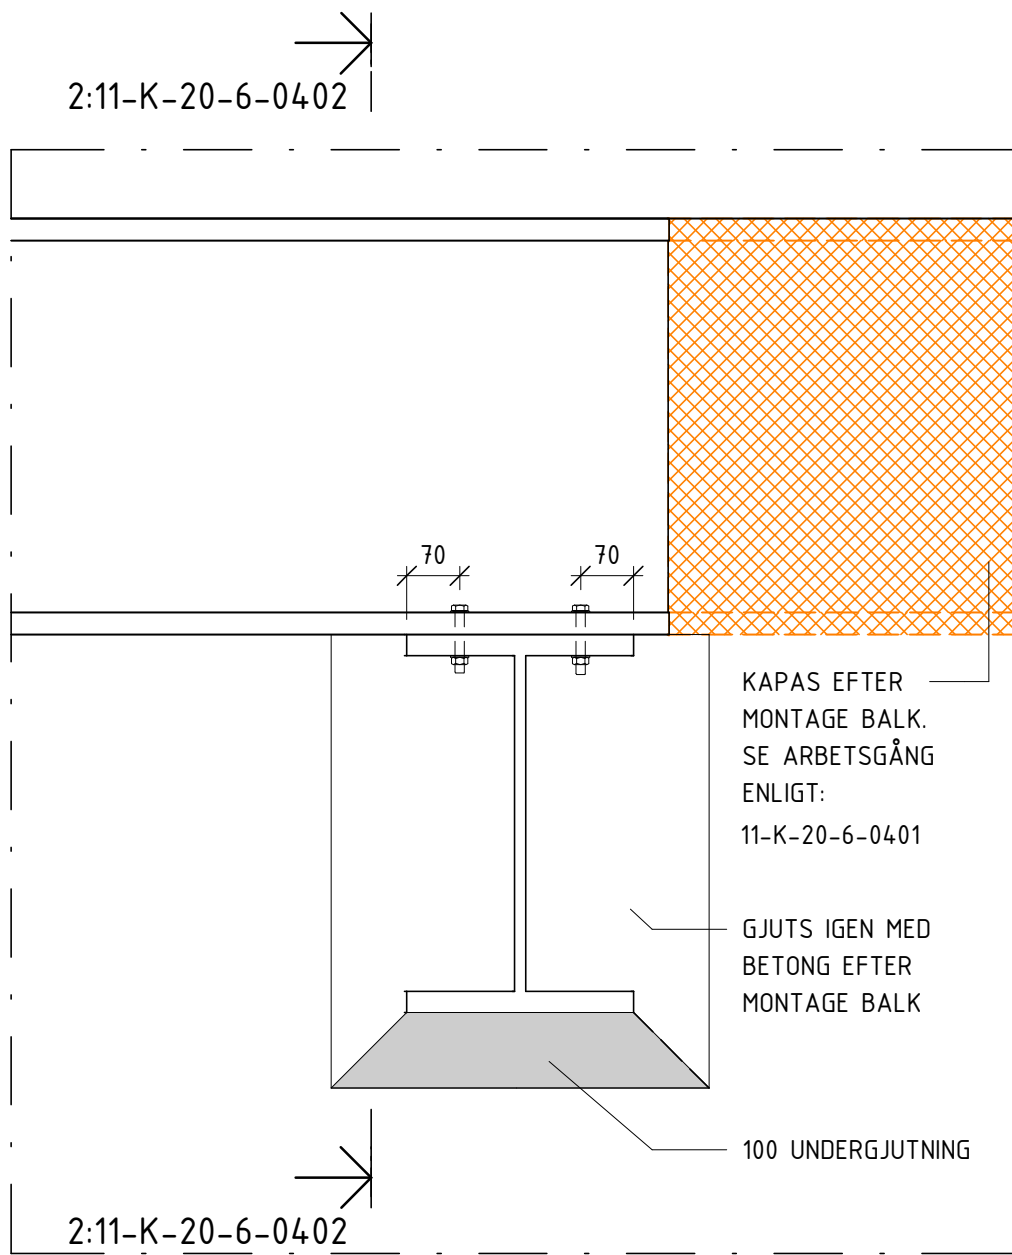 2:11-K-20-6-0402
70
70
KAPAS EFTER
MONTAGE BALK.
SE ARBETSGÅNG
ENLIGT:
11-K-20-6-0401
GJUTS IGEN MED
BETONG EFTER
MONTAGE BALK
100 UNDERGJUTNING
2:11-K-20-6-0402